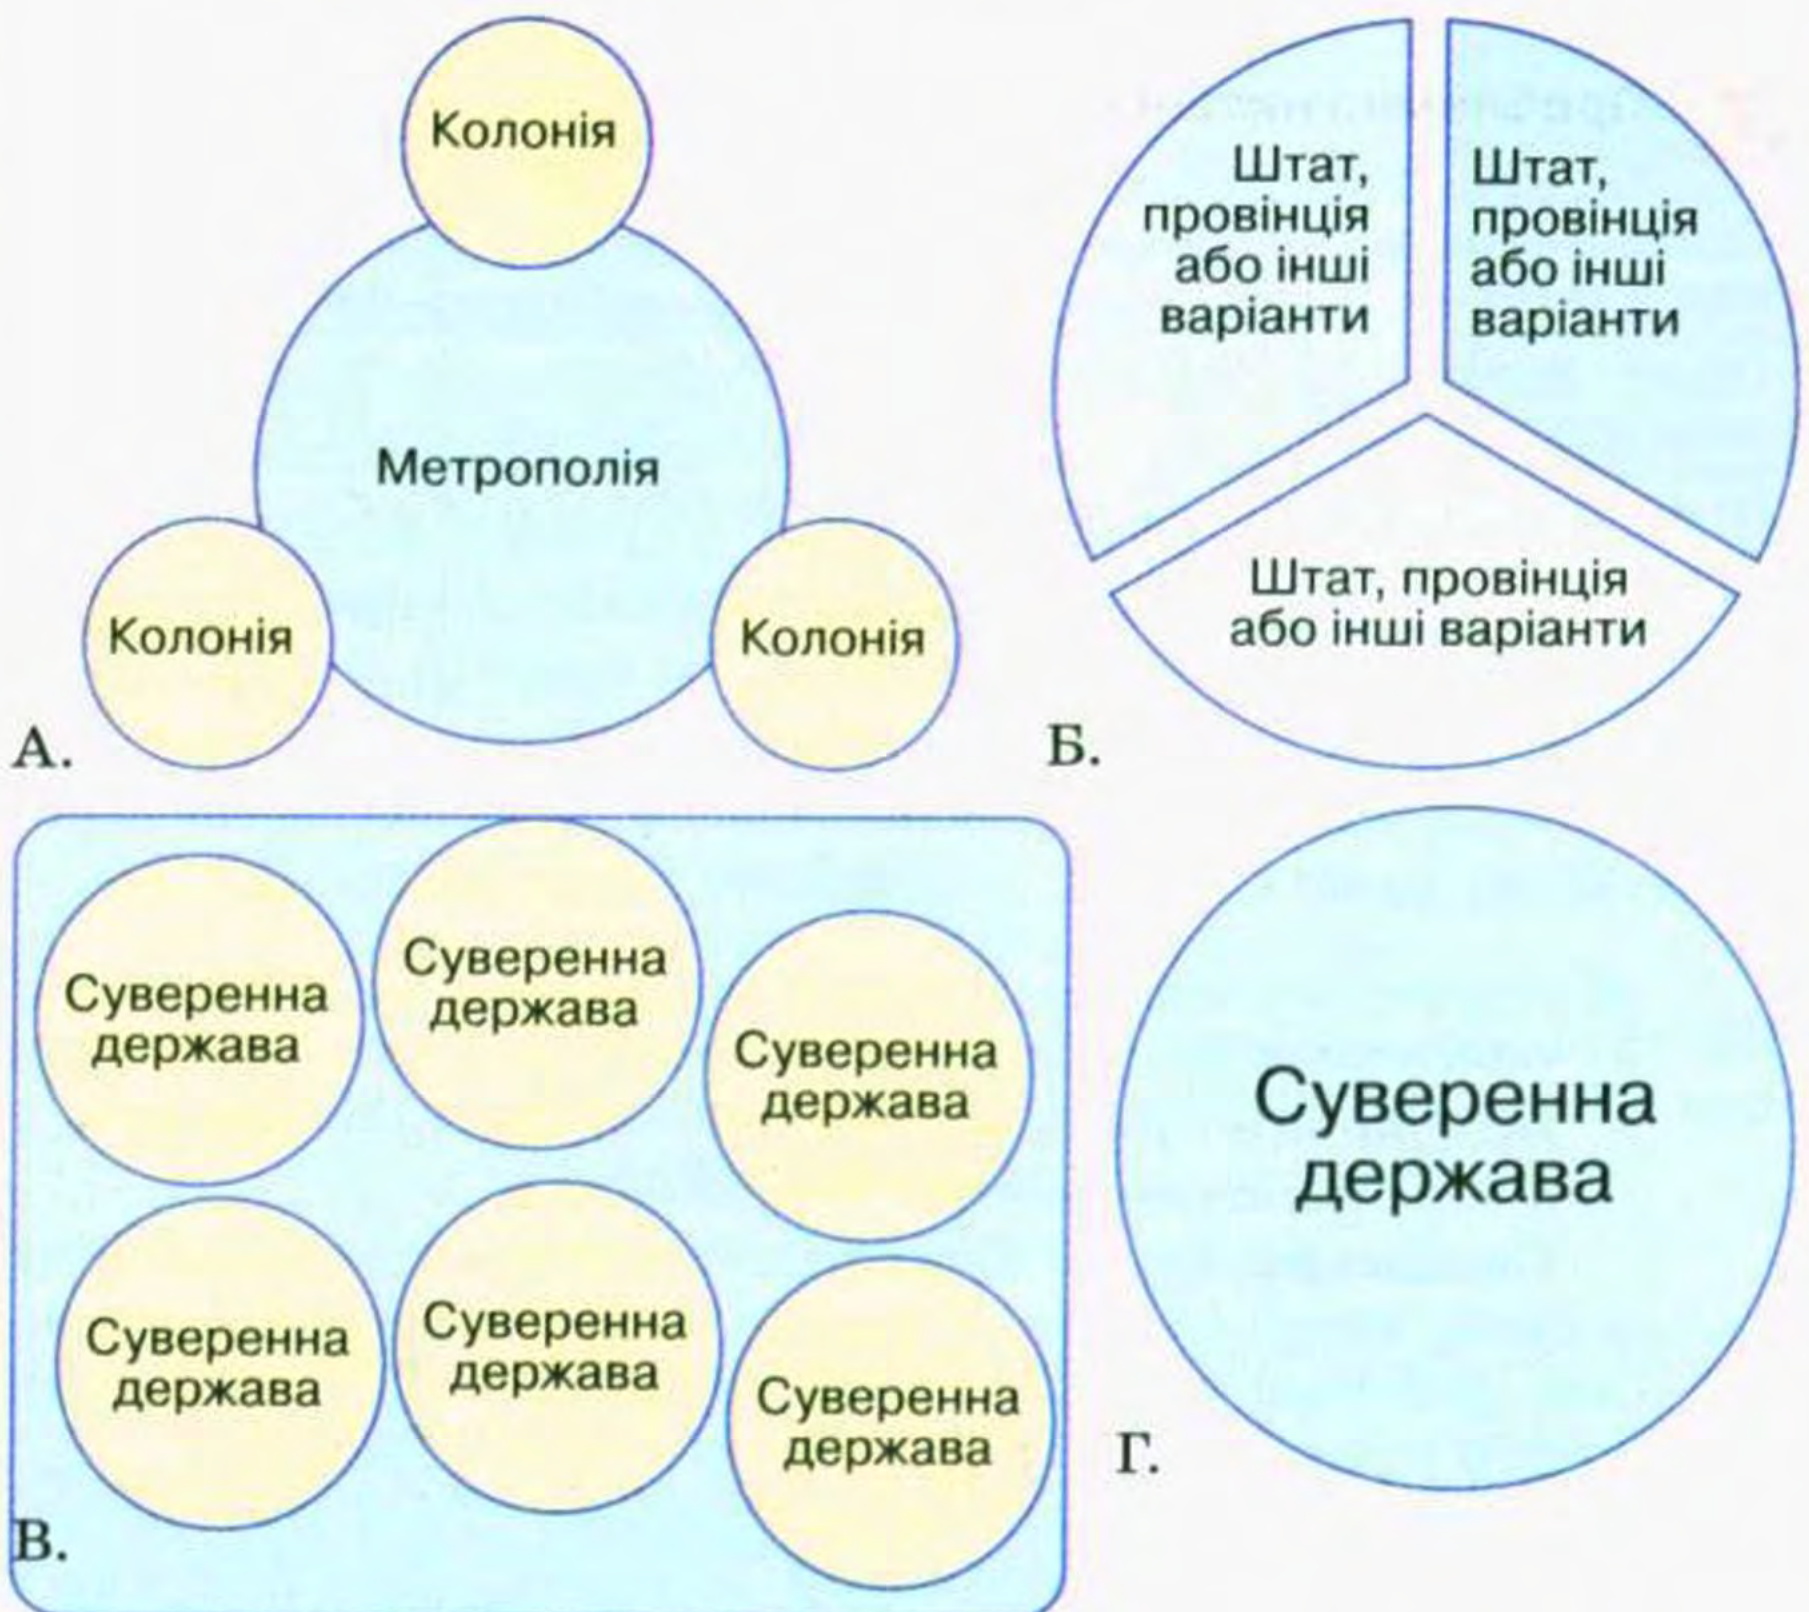 Колонія
Метрополія
Колонія
Колонія
А.
Штат,
провінція
або інші
варіанти
Штат,
провінція
або інші
варіанти
Штат, провінція
або інші варіанти
Б.
Суверенна
держава
Суверенна
держава
Суверенна
держава
Суверенна
держава
Суверенна
держава
Суверенна
держава
В.
Суверенна
держава
Г.